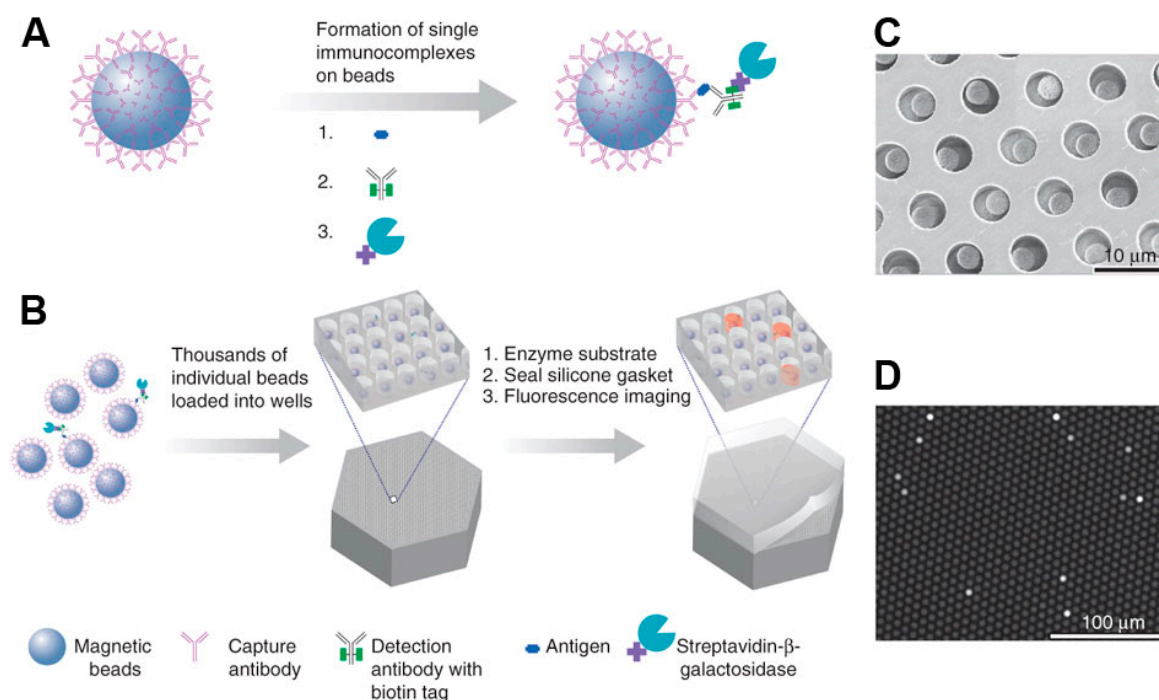 A
Formation of single
immunocomplexes
on beads
1.
2.
3.
C
10 μm
B
Thousands of
individual beads
loaded into wells
1. Enzyme substrate
2. Seal silicone gasket
3. Fluorescence imaging
D
100 μm
Magnetic
beads
Capture
antibody
Detection
antibody with
biotin tag
Antigen
Streptavidin-β-
galactosidase